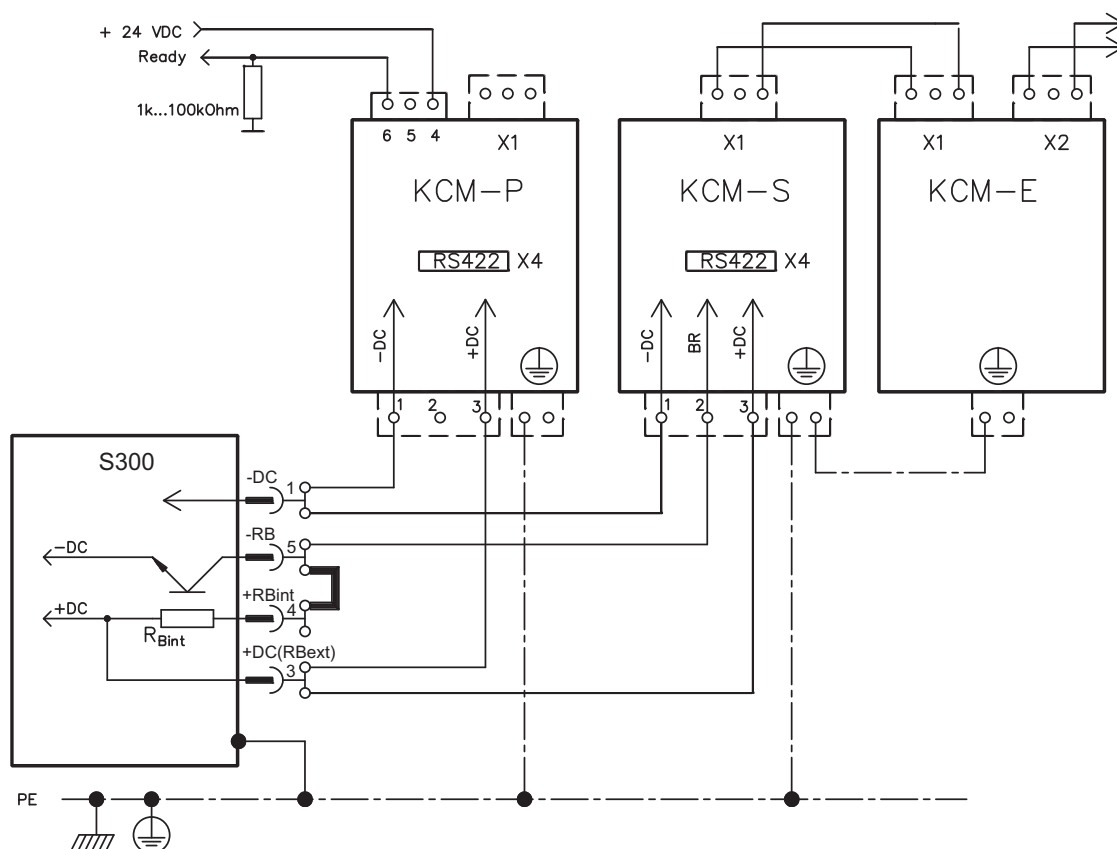 + 24 VDC
Ready
1k...100kOhm
6 5 4
X1
X1
X1
X2
KCM-P
KCM-S
KCM-E
RS422 X4
RS422 X4
-DC
+DC
-DC
BR
+DC
1 2 3
1 2 3
S300
-DC
1
-RB
5
-DC
+RBint
4
+DC
RBint
+DC(RBext)
3
PE